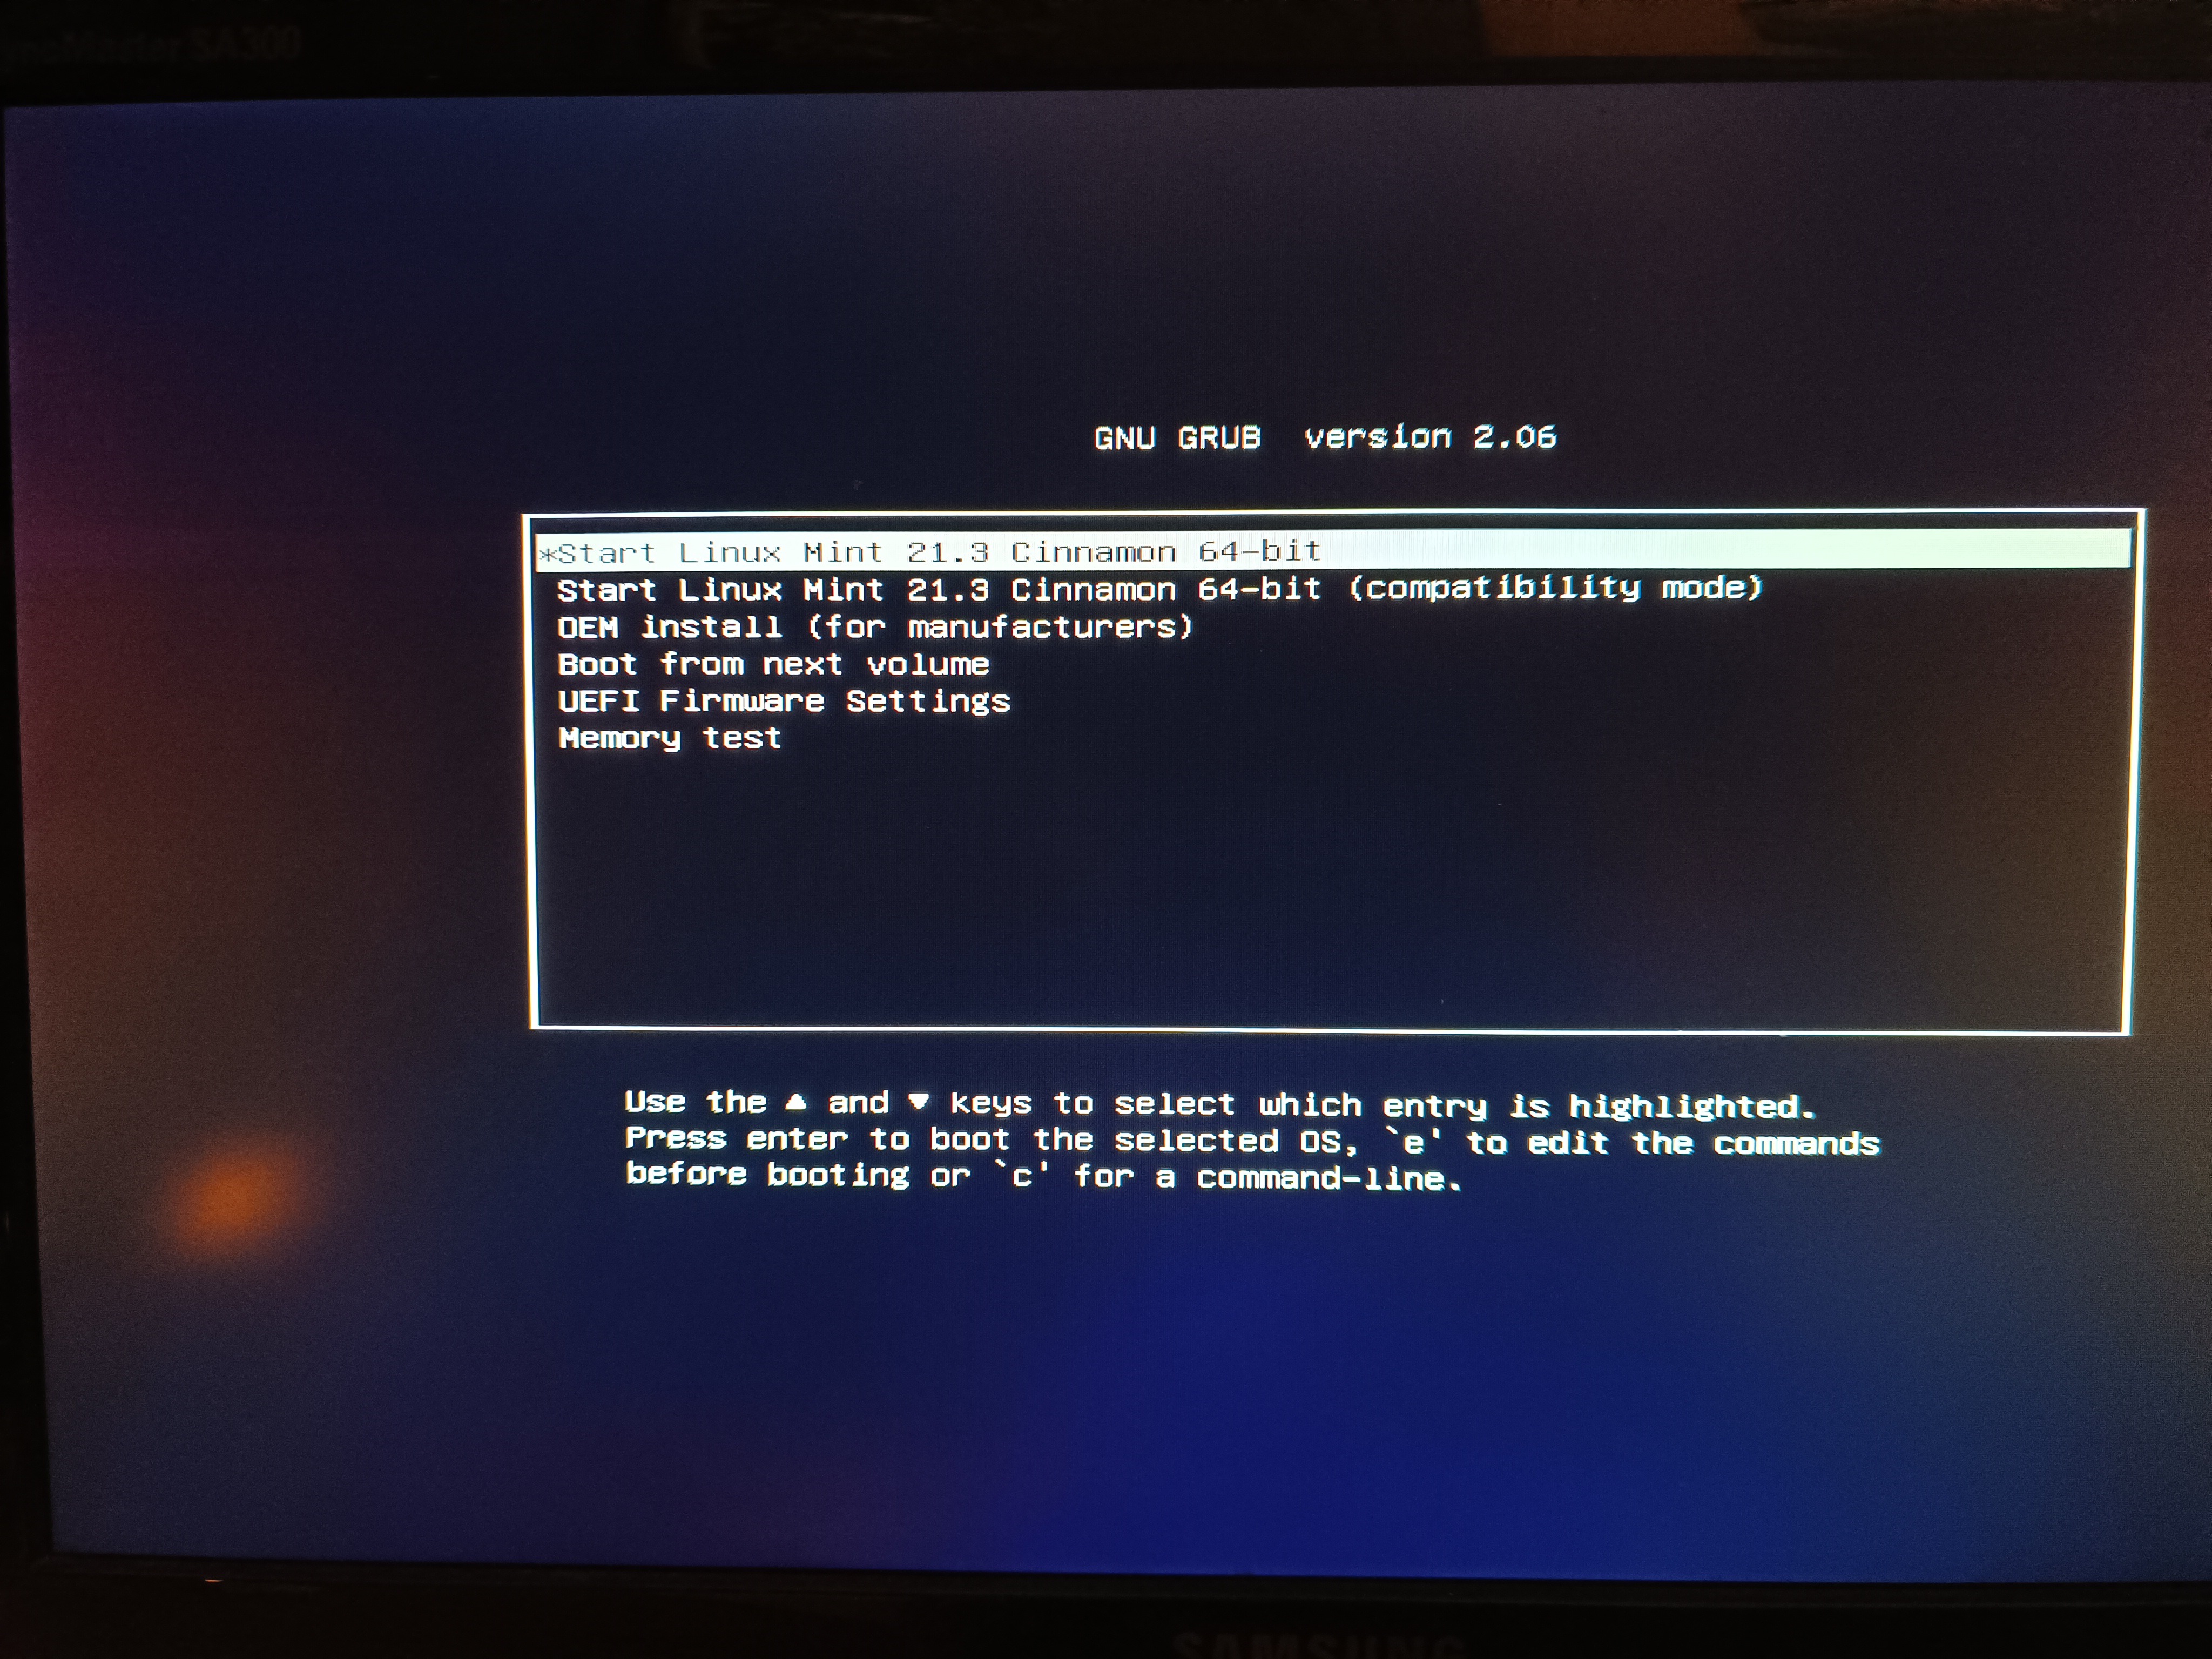 SA300
GNU GRUB version 2.06
*Start Linux Mint 21.3 Cinnamon 64-bit
Start Linux Mint 21.3 Cinnamon 64-bit (compatibility mode)
OEM install (for manufacturers)
Boot from next volume
UEFI Firmware Settings
Memory test
Use the ▲ and ▼ keys to select which entry is highlighted.
Press enter to boot the selected OS, `e' to edit the commands
before booting or `c' for a command-line.
SAMSUNG